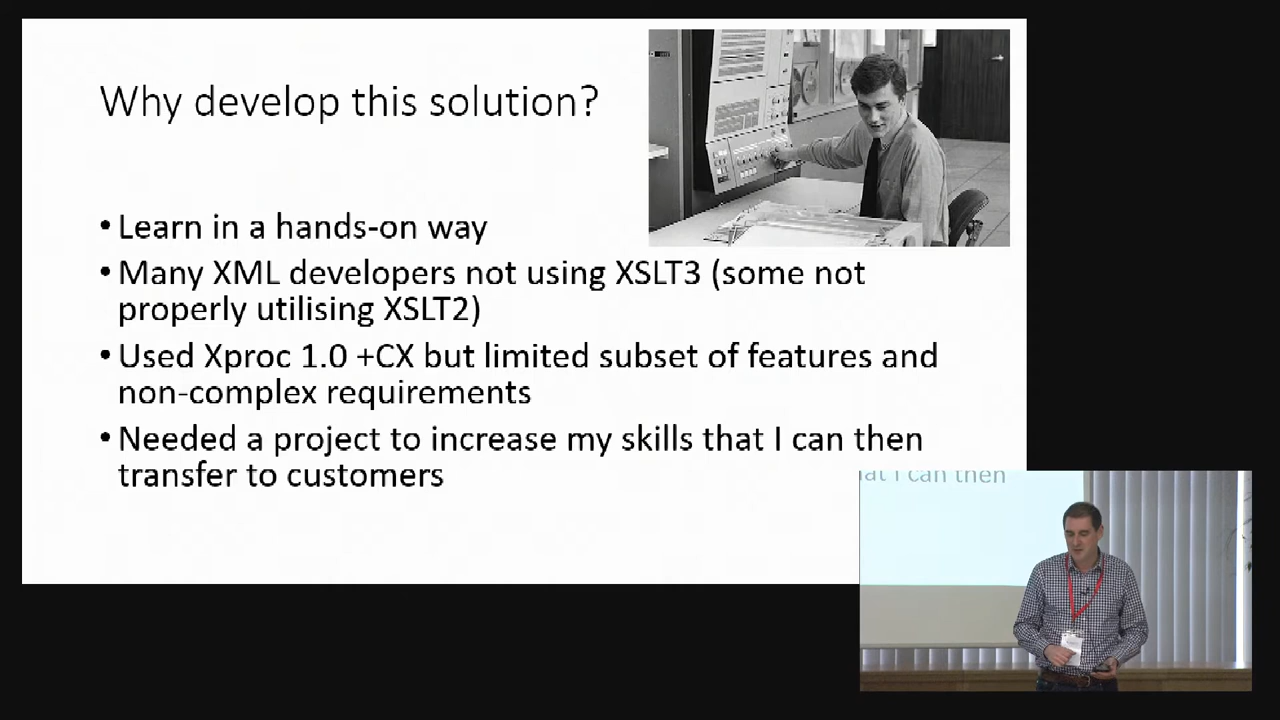 Why develop this solution?
• Learn in a hands-on way
• Many XML developers not using XSLT3 (some not
properly utilising XSLT2)
• Used Xproc 1.0 +CX but limited subset of features and
non-complex requirements
• Needed a project to increase my skills that I can then
transfer to customers
at I can then